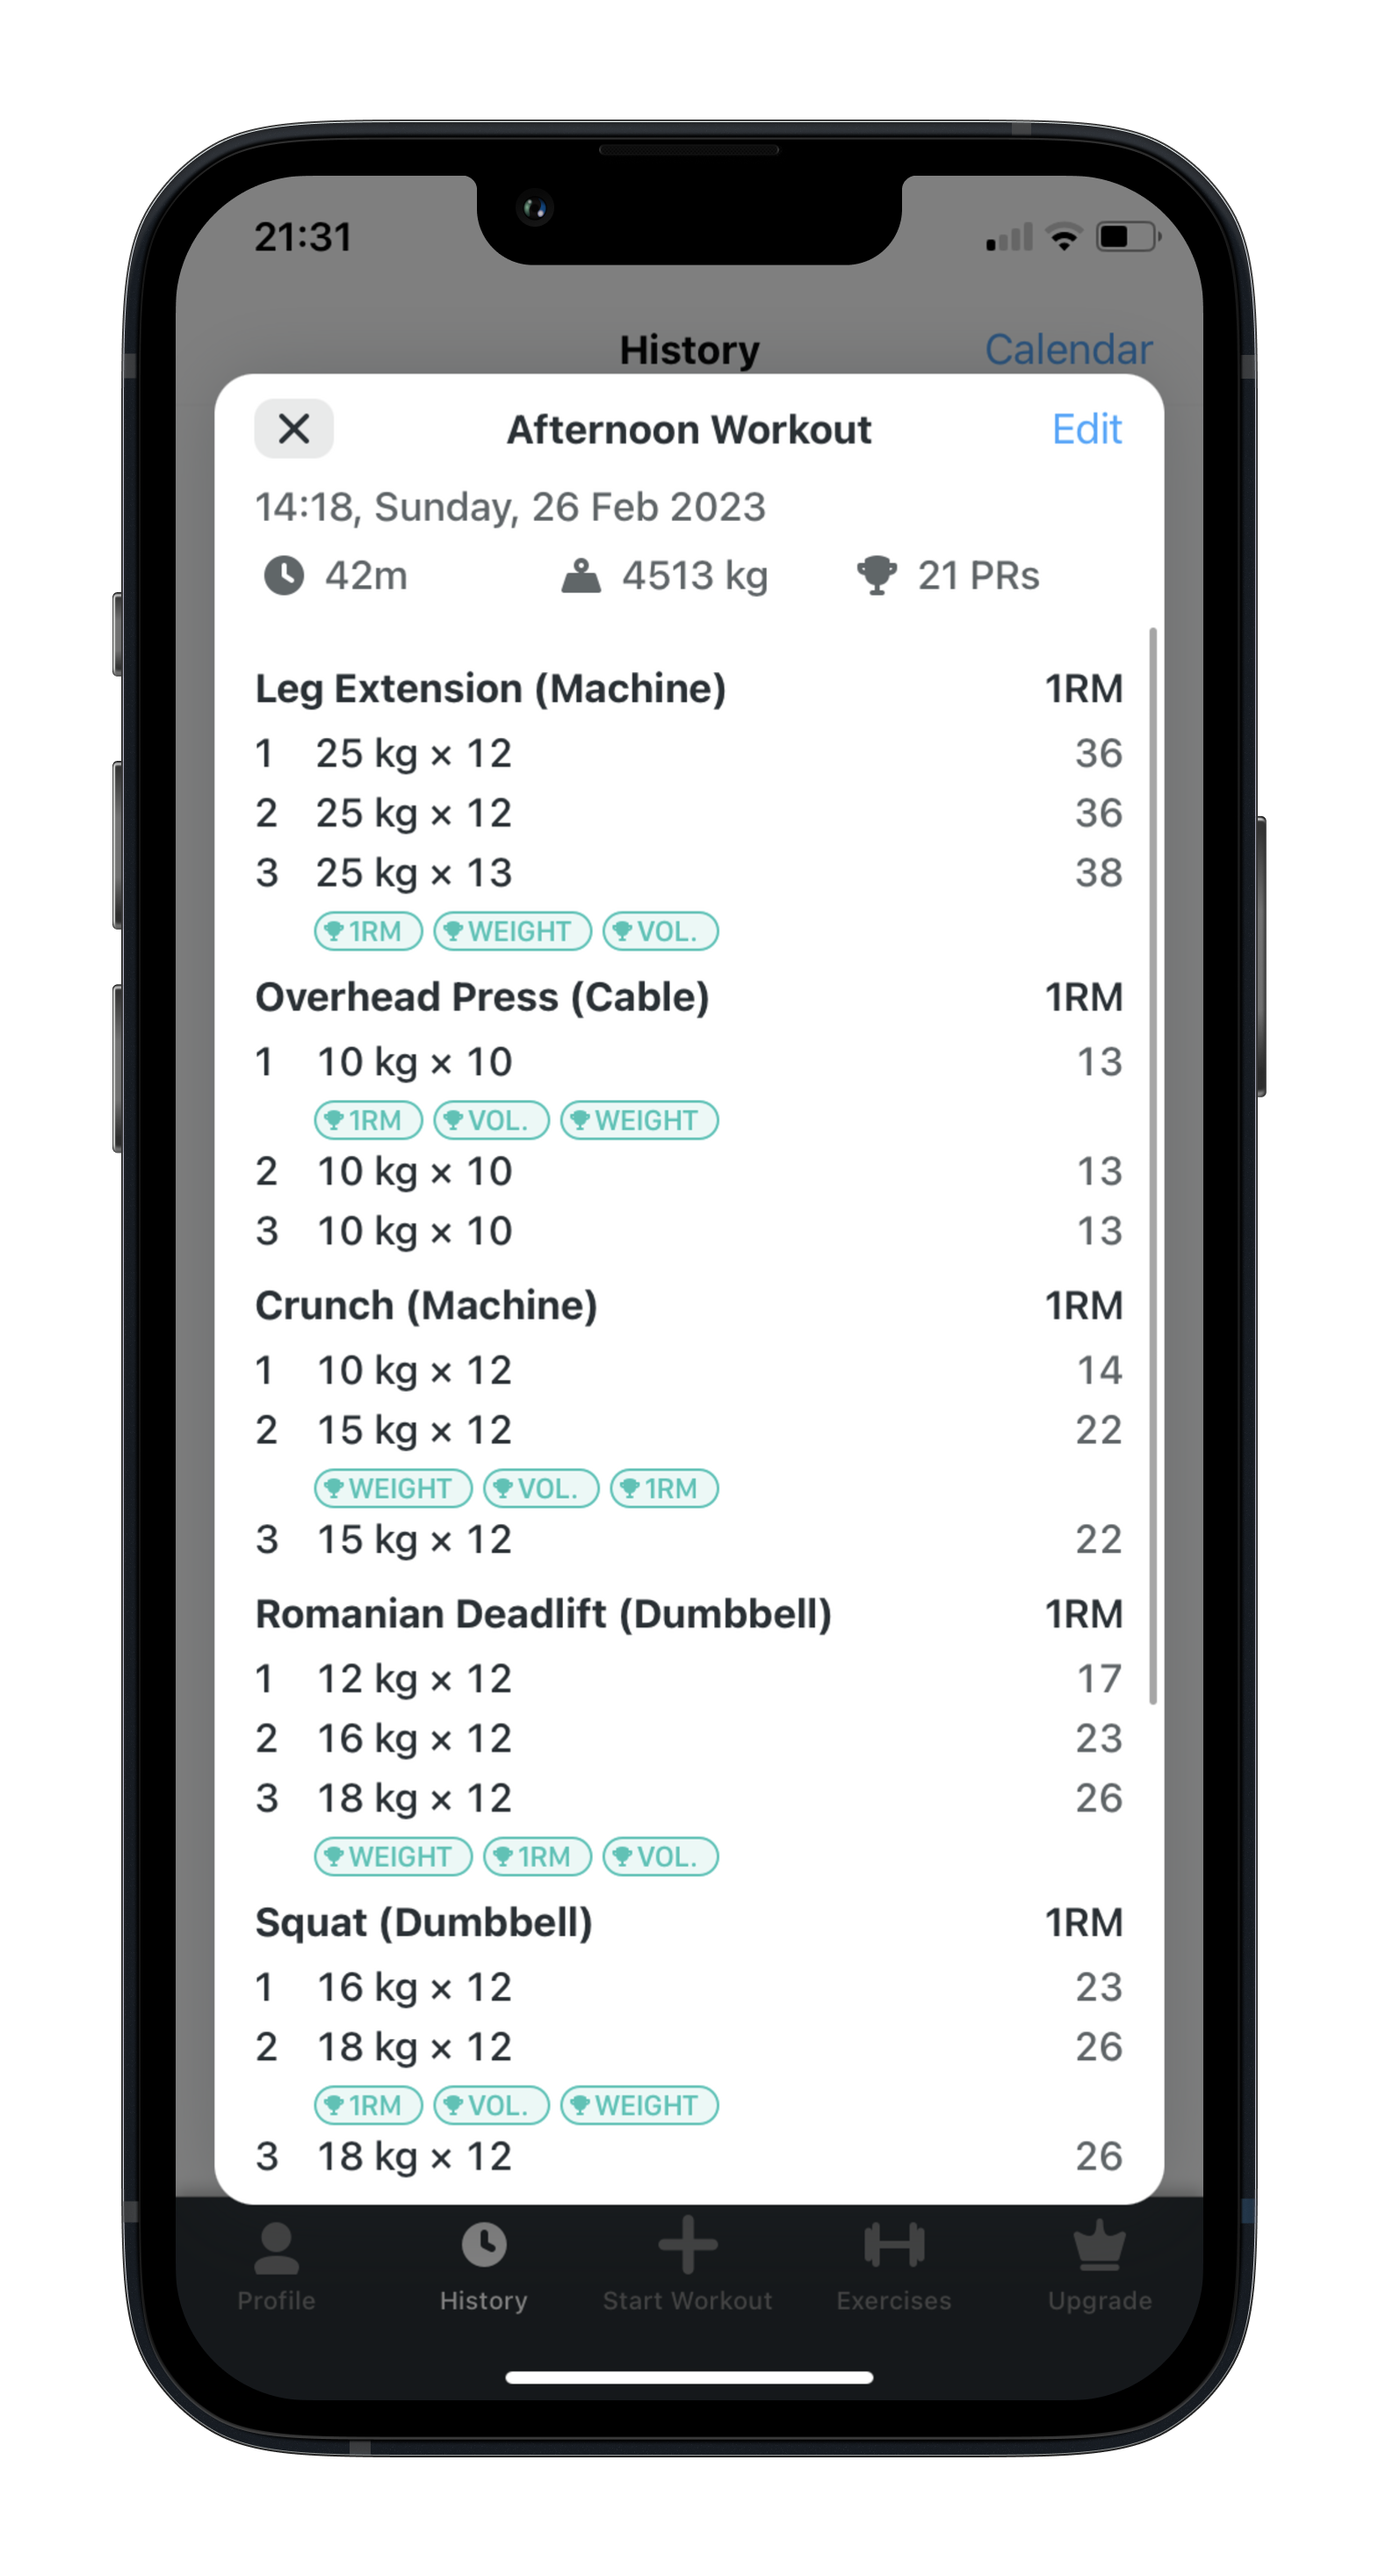 21:31
History Calendar
Afternoon Workout Edit
14:18, Sunday, 26 Feb 2023
42m 4513 kg 21 PRs
Leg Extension (Machine) 1RM
1 25 kg × 12 36
2 25 kg × 12 36
3 25 kg × 13 38
1RM WEIGHT VOL.
Overhead Press (Cable) 1RM
1 10 kg × 10 13
1RM VOL. WEIGHT
2 10 kg × 10 13
3 10 kg × 10 13
Crunch (Machine) 1RM
1 10 kg × 12 14
2 15 kg × 12 22
WEIGHT VOL. 1RM
3 15 kg × 12 22
Romanian Deadlift (Dumbbell) 1RM
1 12 kg × 12 17
2 16 kg × 12 23
3 18 kg × 12 26
WEIGHT 1RM VOL.
Squat (Dumbbell) 1RM
1 16 kg × 12 23
2 18 kg × 12 26
1RM VOL. WEIGHT
3 18 kg × 12 26
Profile History Start Workout Exercises Upgrade